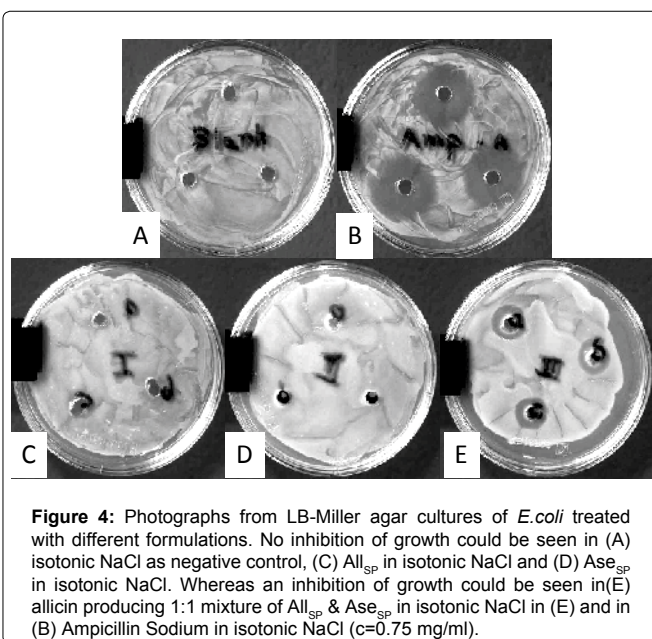 Blank
Amp. A
A
B
I
II
III
a
b
c
C
D
E
Figure 4: Photographs from LB-Miller agar cultures of E.coli treated
with different formulations. No inhibition of growth could be seen in (A)
isotonic NaCl as negative control, (C) AllSP in isotonic NaCl and (D) AseSP
in isotonic NaCl. Whereas an inhibition of growth could be seen in(E)
allicin producing 1:1 mixture of AllSP & AseSP in isotonic NaCl in (E) and in
(B) Ampicillin Sodium in isotonic NaCl (c=0.75 mg/ml).